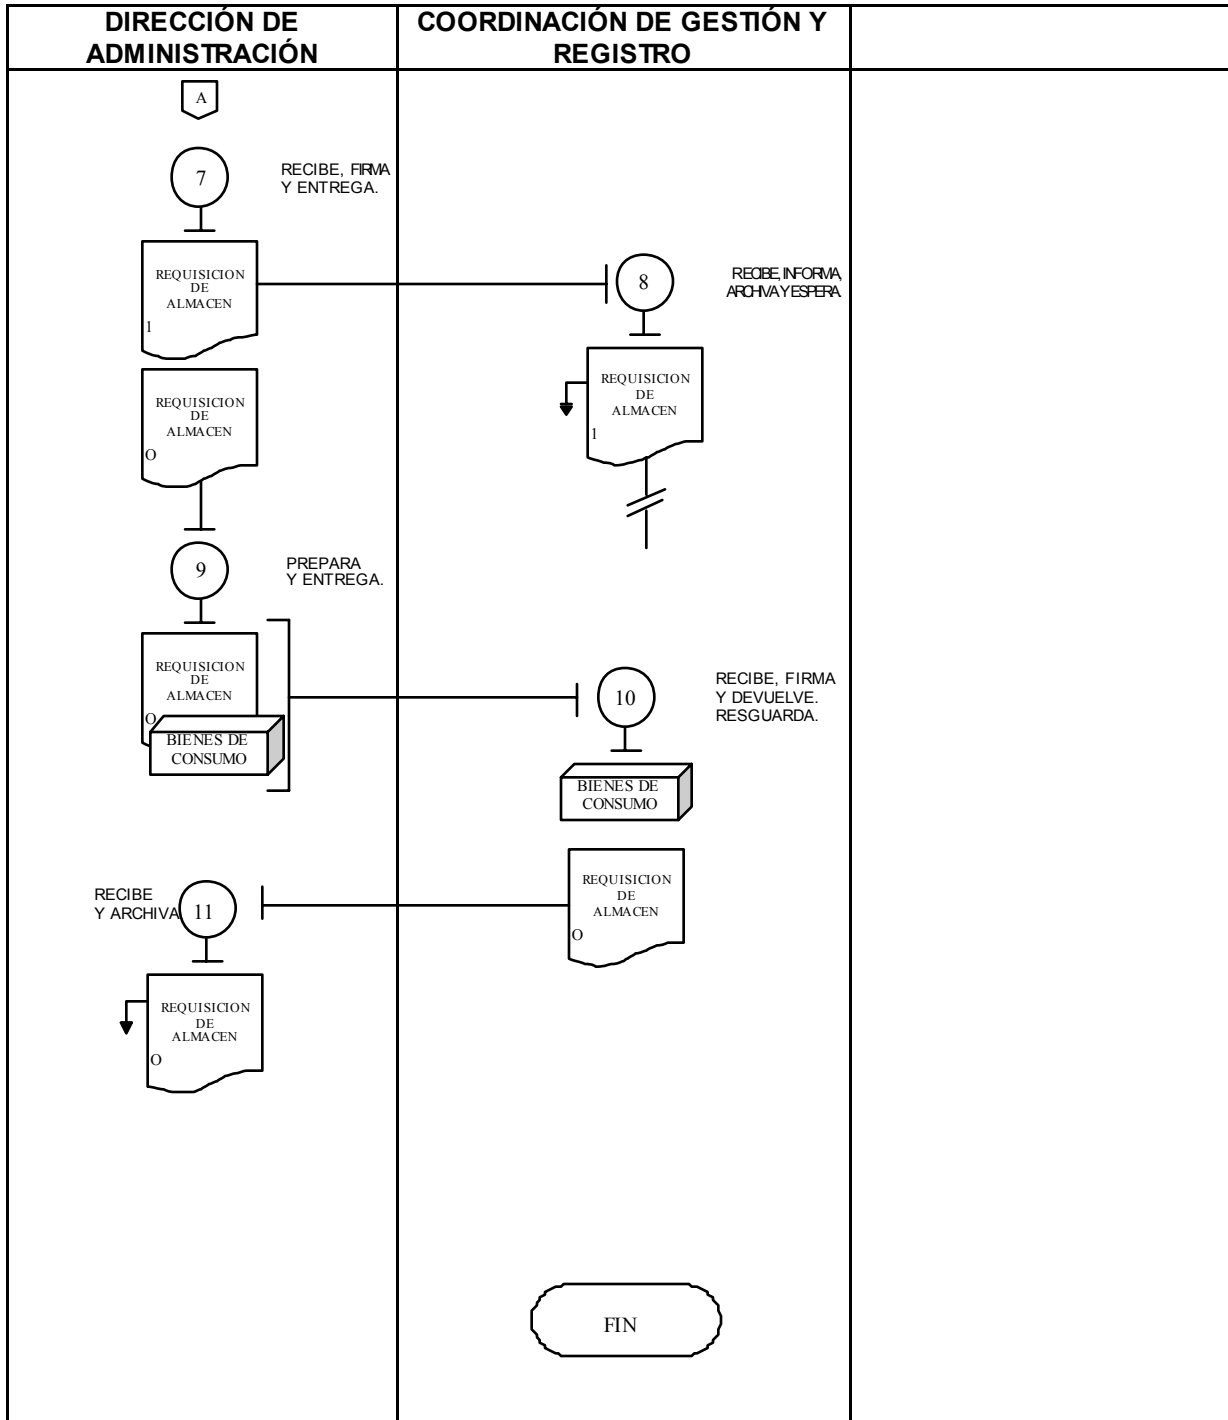 DIRECCIÓN DE
ADMINISTRACIÓN
COORDINACIÓN DE GESTIÓN Y
REGISTRO
A
7
RECIBE, FIRMA
Y ENTREGA.
REQUISICION
DE
ALMACEN
1
8
RECIBE, INFORMA,
ARCHIVA Y ESPERA.
REQUISICION
DE
ALMACEN
1
REQUISICION
DE
ALMACEN
O
9
PREPARA
Y ENTREGA.
REQUISICION
DE
ALMACEN
O
BIENES DE
CONSUMO
10
RECIBE, FIRMA
Y DEVUELVE.
RESGUARDA.
BIENES DE
CONSUMO
REQUISICION
DE
ALMACEN
O
RECIBE
Y ARCHIVA
11
REQUISICION
DE
ALMACEN
O
FIN